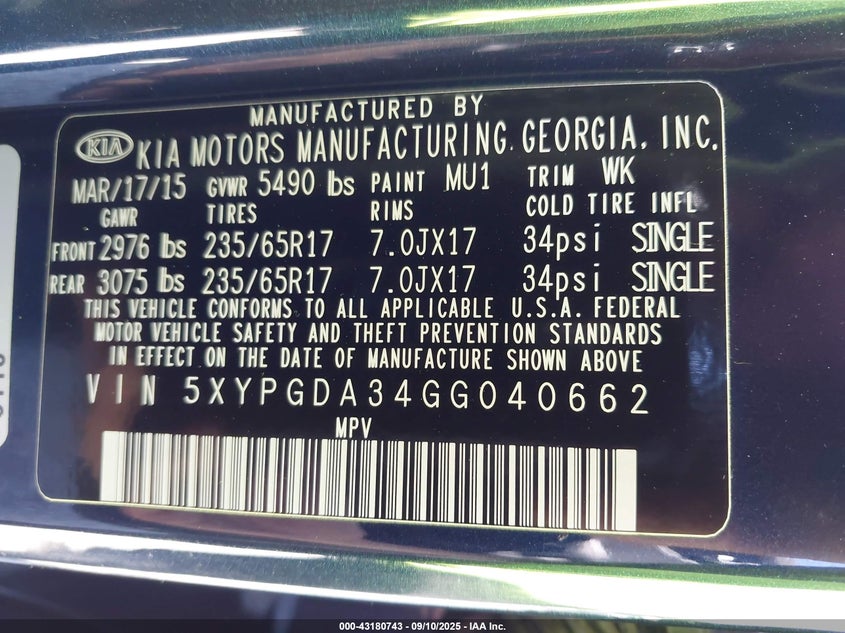 MANUFACTURED BY
KIA KIA MOTORS MANUFACTURING GEORGIA, INC.
MAR/17/15 GVWR 5490 lbs PAINT MU1 TRIM WK
GAWR TIRES RIMS COLD TIRE INFL
FRONT 2976 lbs 235/65R17 7.0JX17 34psi SINGLE
REAR 3075 lbs 235/65R17 7.0JX17 34psi SINGLE
THIS VEHICLE CONFORMS TO ALL APPLICABLE U.S.A. FEDERAL
MOTOR VEHICLE SAFETY AND THEFT PREVENTION STANDARDS
IN EFFECT ON THE DATE OF MANUFACTURE SHOWN ABOVE
VIN 5XYPGDA34GG040662
MPV
000-43180743 - 09/10/2025 - IAA Inc.